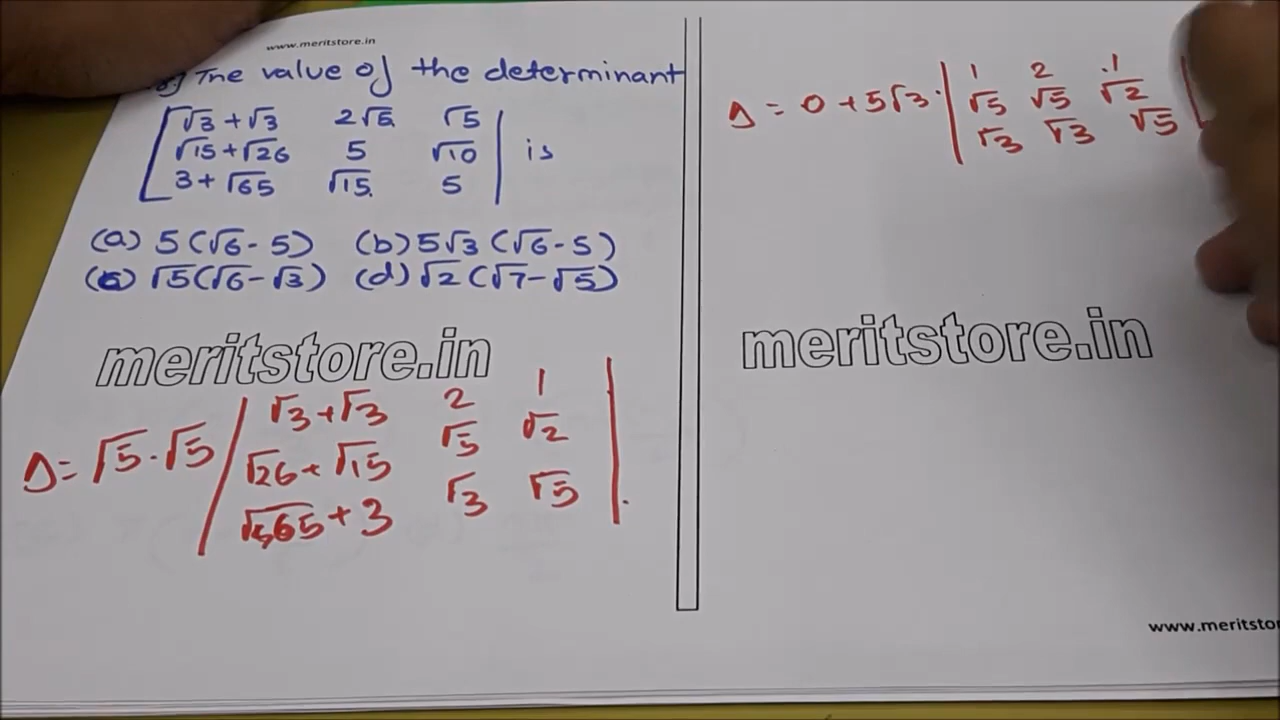 www.meritstore.in
The value of the determinant
√3 + √3 2√5 √5
√15 + √26 5 √10 is
3 + √65 √15. 5
(a) 5(√6 - 5) (b) 5√3 (√6 - 5)
(c) √5(√6 - √3) (d) √2(√7 - √5)
meritstore.in
√3 + √3 2 1
Δ = √5 . √5 √26 + √15 √5 √2
√65 + 3 √3 √5
1 2 1
Δ = 0 + 5√3 . √5 √5 √2
√3 √3 √5
meritstore.in
www.meritsto